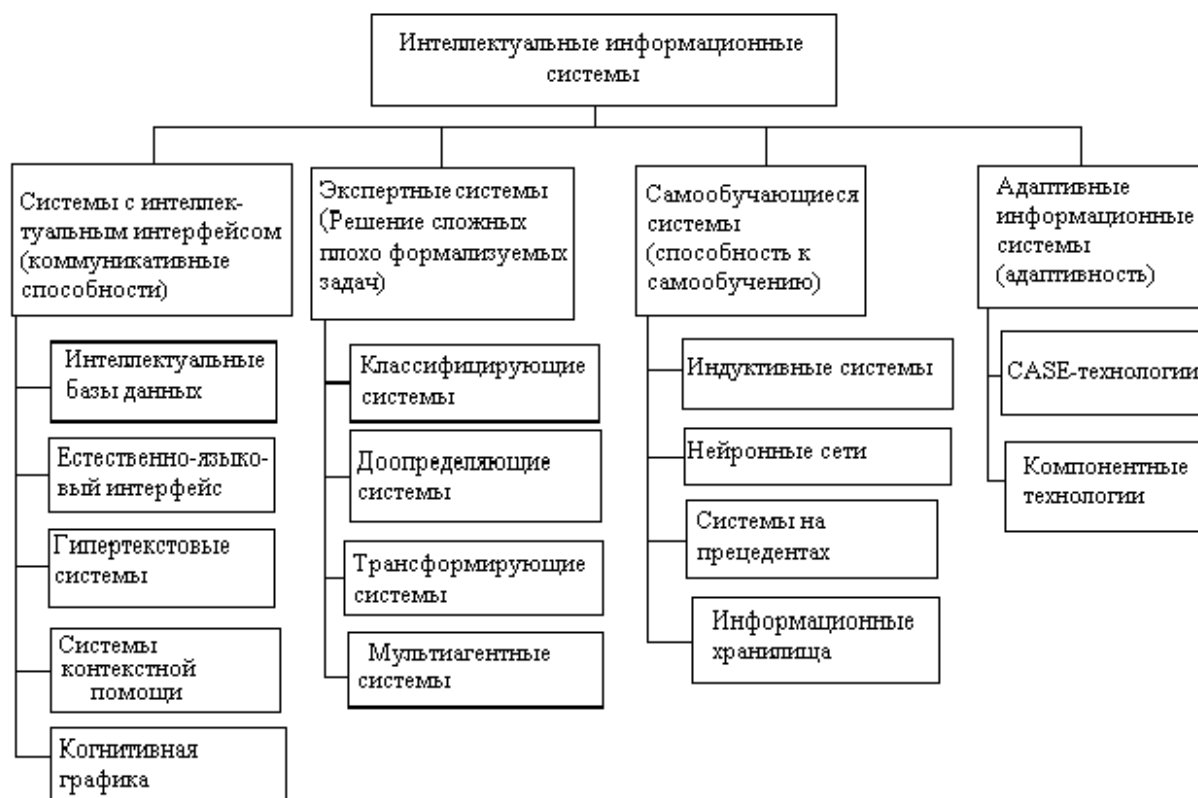 Интеллектуальные информационные
системы
Системы с интеллек-
туальным интерфейсом
(коммуникативные
способности)
Интеллектуальные
базы данных
Естественно-языко-
вый интерфейс
Гипертекстовые
системы
Системы
контекстной
помощи
Когнитивная
графика
Экспертные системы
(Решение сложных
плохо формализуемых
задач)
Классифицирующие
системы
Доопределяющие
системы
Трансформирующие
системы
Мультиагентные
системы
Самообучающиеся
системы
(способность к
самообучению)
Индуктивные системы
Нейронные сети
Системы на
прецедентах
Информационные
хранилища
Адаптивные
информационные
системы
(адаптивность)
CASE-технологии
Компонентные
технологии